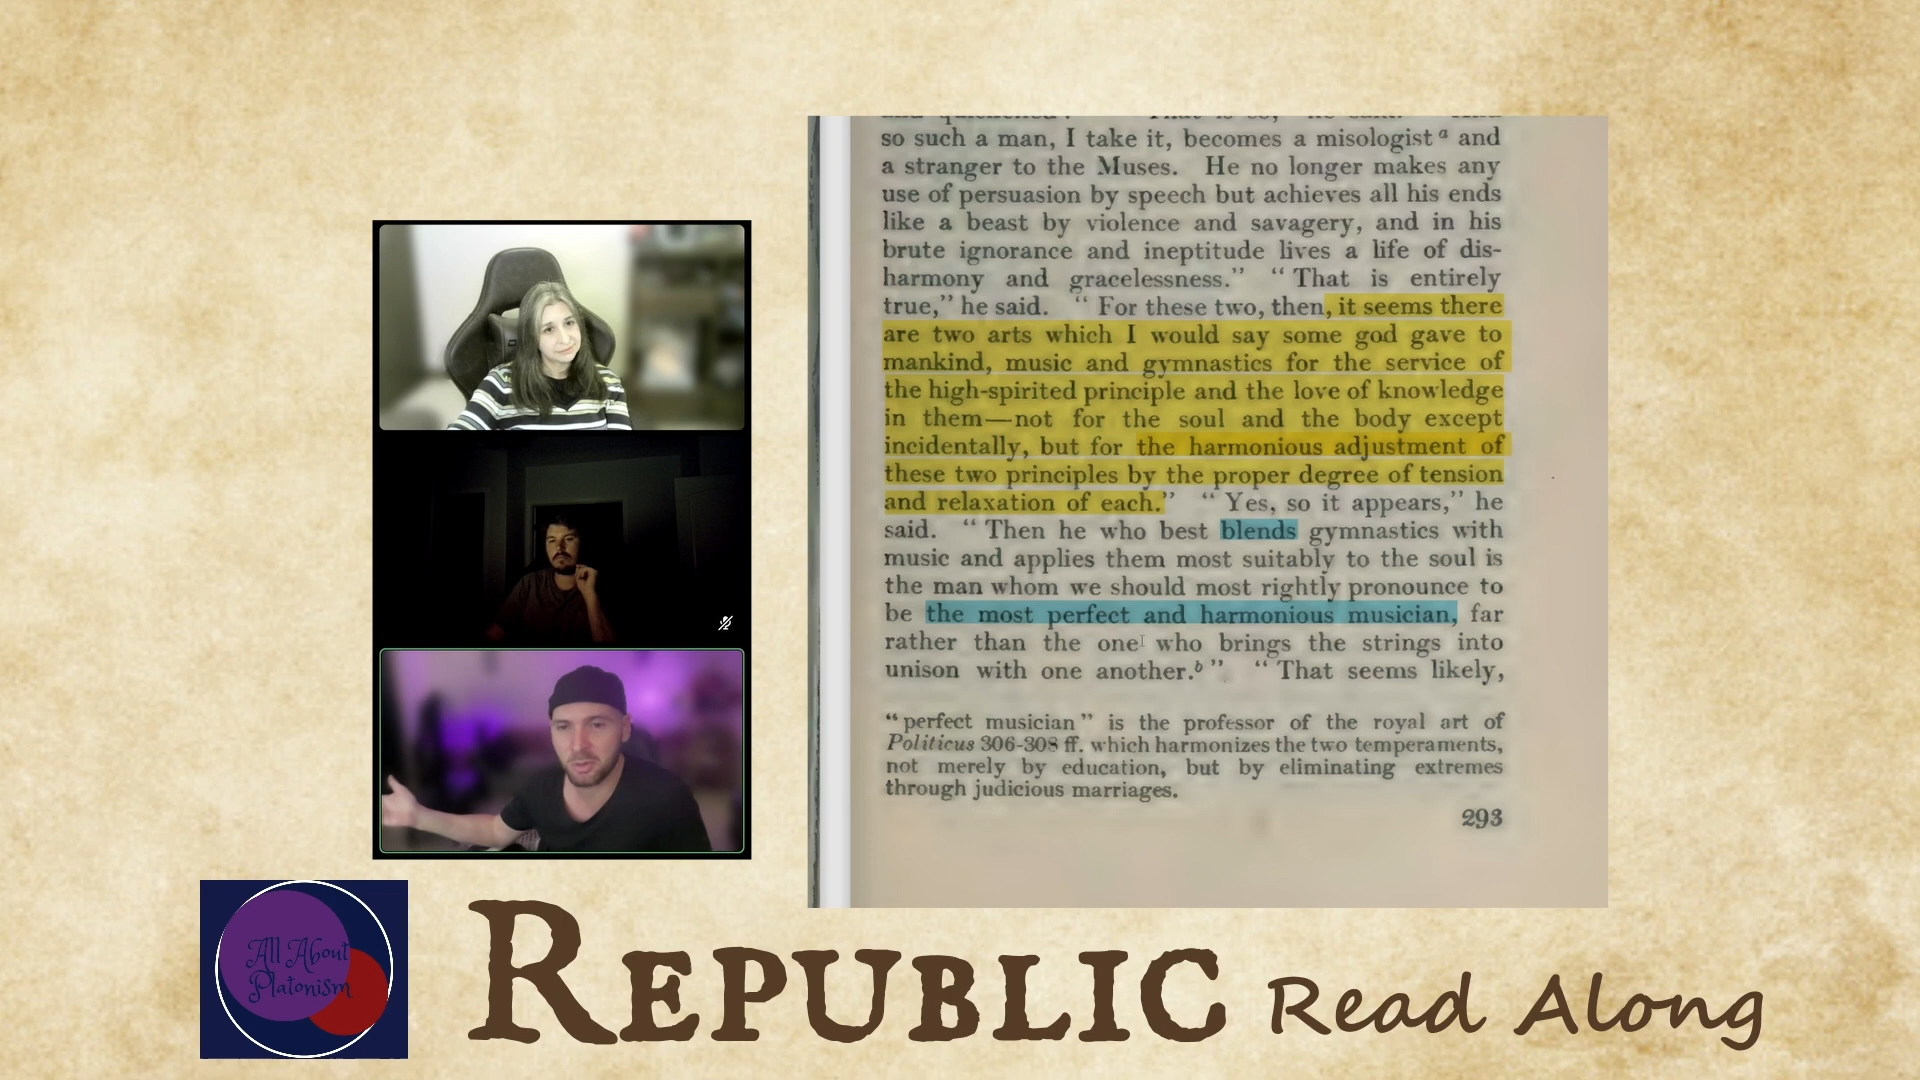 so such a man, I take it, becomes a misologist ᵃ and
a stranger to the Muses. He no longer makes any
use of persuasion by speech but achieves all his ends
like a beast by violence and savagery, and in his
brute ignorance and ineptitude lives a life of dis-
harmony and gracelessness.” “ That is entirely
true,” he said. “ For these two, then, it seems there
are two arts which I would say some god gave to
mankind, music and gymnastics for the service of
the high-spirited principle and the love of knowledge
in them—not for the soul and the body except
incidentally, but for the harmonious adjustment of
these two principles by the proper degree of tension
and relaxation of each.” “ Yes, so it appears,” he
said. “ Then he who best blends gymnastics with
music and applies them most suitably to the soul is
the man whom we should most rightly pronounce to
be the most perfect and harmonious musician, far
rather than the one who brings the strings into
unison with one another.ᵇ ” “ That seems likely,
“ perfect musician ” is the professor of the royal art of
Politicus 306-308 ff. which harmonizes the two temperaments,
not merely by education, but by eliminating extremes
through judicious marriages.
293
All About
Platonism
REPUBLIC Read Along